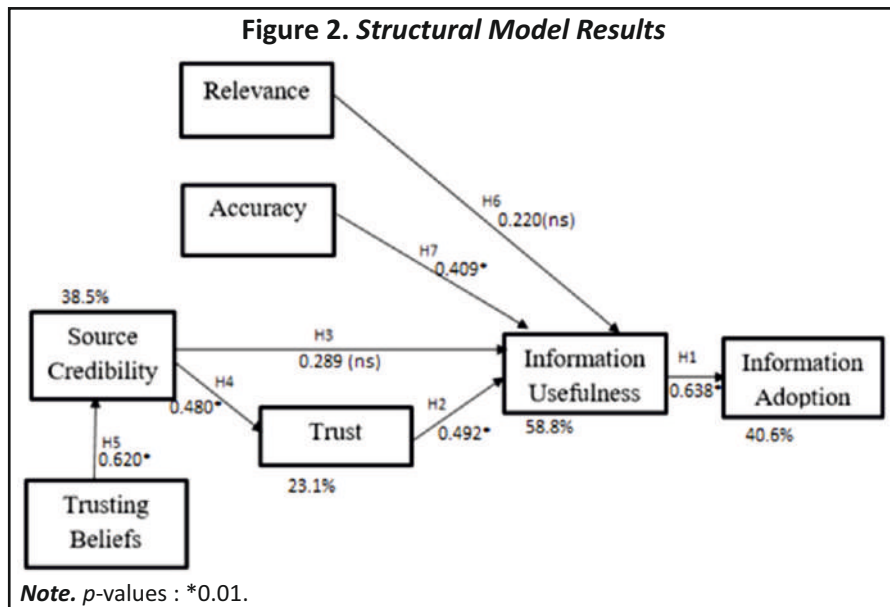 Figure 2. Structural Model Results
Relevance
H6
0.220(ns)
Accuracy
H7
0.409*
38.5%
Source
Credibility
H3
0.289 (ns)
Information
Usefulness
58.8%
H1
0.638*
Information
Adoption
40.6%
H4
0.480*
Trust
23.1%
H2
0.492*
H5
0.620*
Trusting
Beliefs
Note. p-values : *0.01.